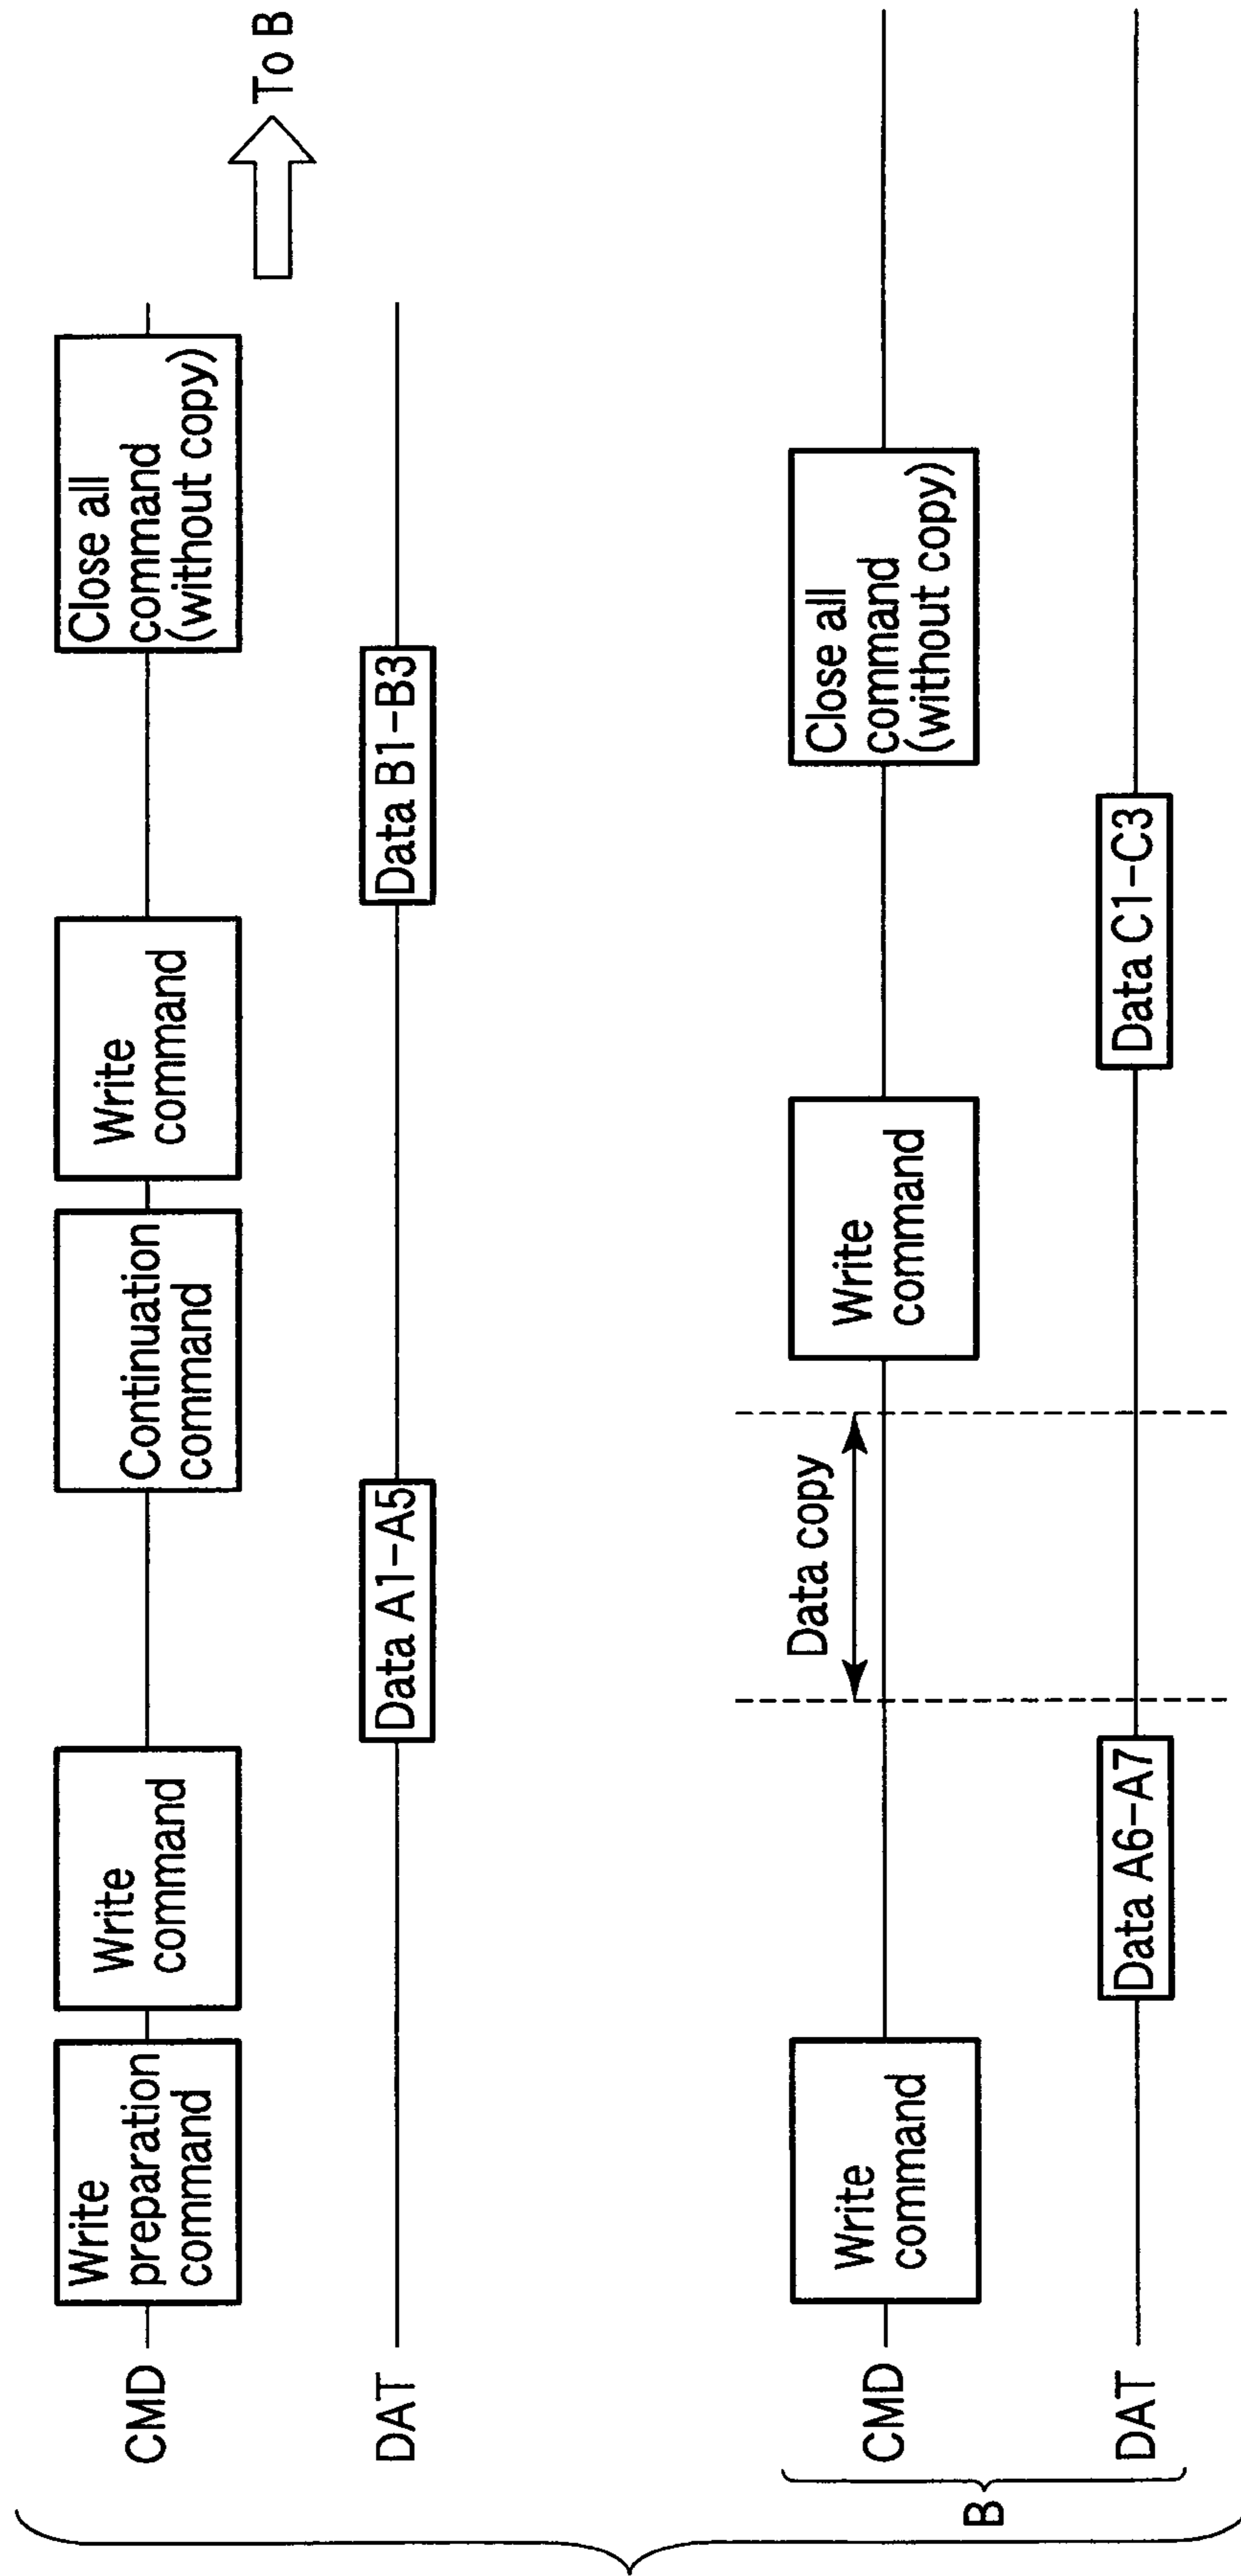 CMD
Write
preparation
command
Write
command
Continuation
command
Write
command
Close all
command
(without copy)
To B
DAT
Data A1-A5
Data B1-B3
B
CMD
Write
command
Data copy
Write
command
Close all
command
(without copy)
DAT
Data A6-A7
Data C1-C3